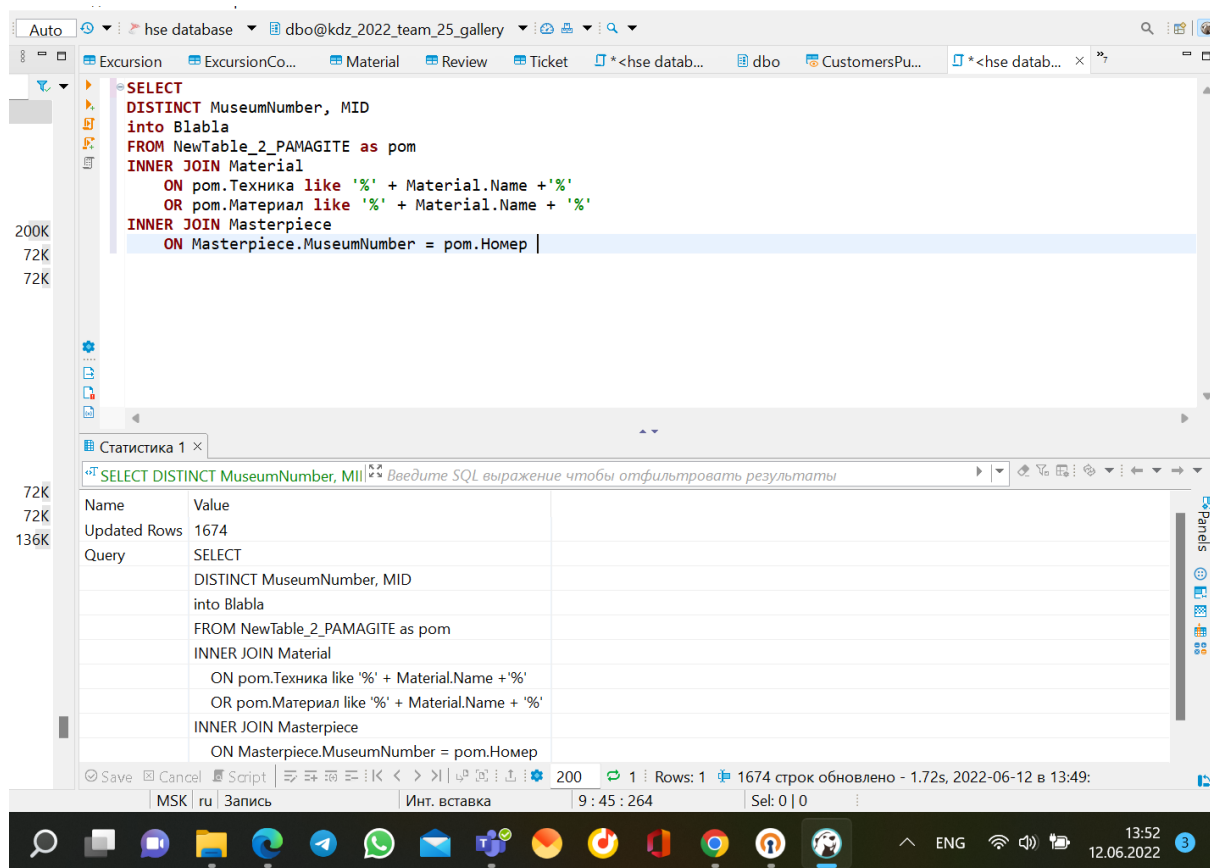 Auto hse database dbo@kdz_2022_team_25_gallery
Excursion ExcursionCo... Material Review Ticket *<hse datab... dbo CustomersPu... *<hse datab... × »7
SELECT
DISTINCT MuseumNumber, MID
into Blabla
FROM NewTable_2_PAMAGITE as pom
INNER JOIN Material
ON pom.Техника like '%' + Material.Name +'%'
OR pom.Материал like '%' + Material.Name + '%'
INNER JOIN Masterpiece
ON Masterpiece.MuseumNumber = pom.Номер
200K
72K
72K
Статистика 1 ×
SELECT DISTINCT MuseumNumber, MII Введите SQL выражение чтобы отфильтровать результаты
72K
72K
136K
Name Value
Updated Rows 1674
Query SELECT
DISTINCT MuseumNumber, MID
into Blabla
FROM NewTable_2_PAMAGITE as pom
INNER JOIN Material
ON pom.Техника like '%' + Material.Name +'%'
OR pom.Материал like '%' + Material.Name + '%'
INNER JOIN Masterpiece
ON Masterpiece.MuseumNumber = pom.Номер
Panels
Save Cancel Script 200 1 Rows: 1 1674 строк обновлено - 1.72s, 2022-06-12 в 13:49:
MSK ru Запись Инт. вставка 9 : 45 : 264 Sel: 0 | 0
ENG 13:52 3
12.06.2022